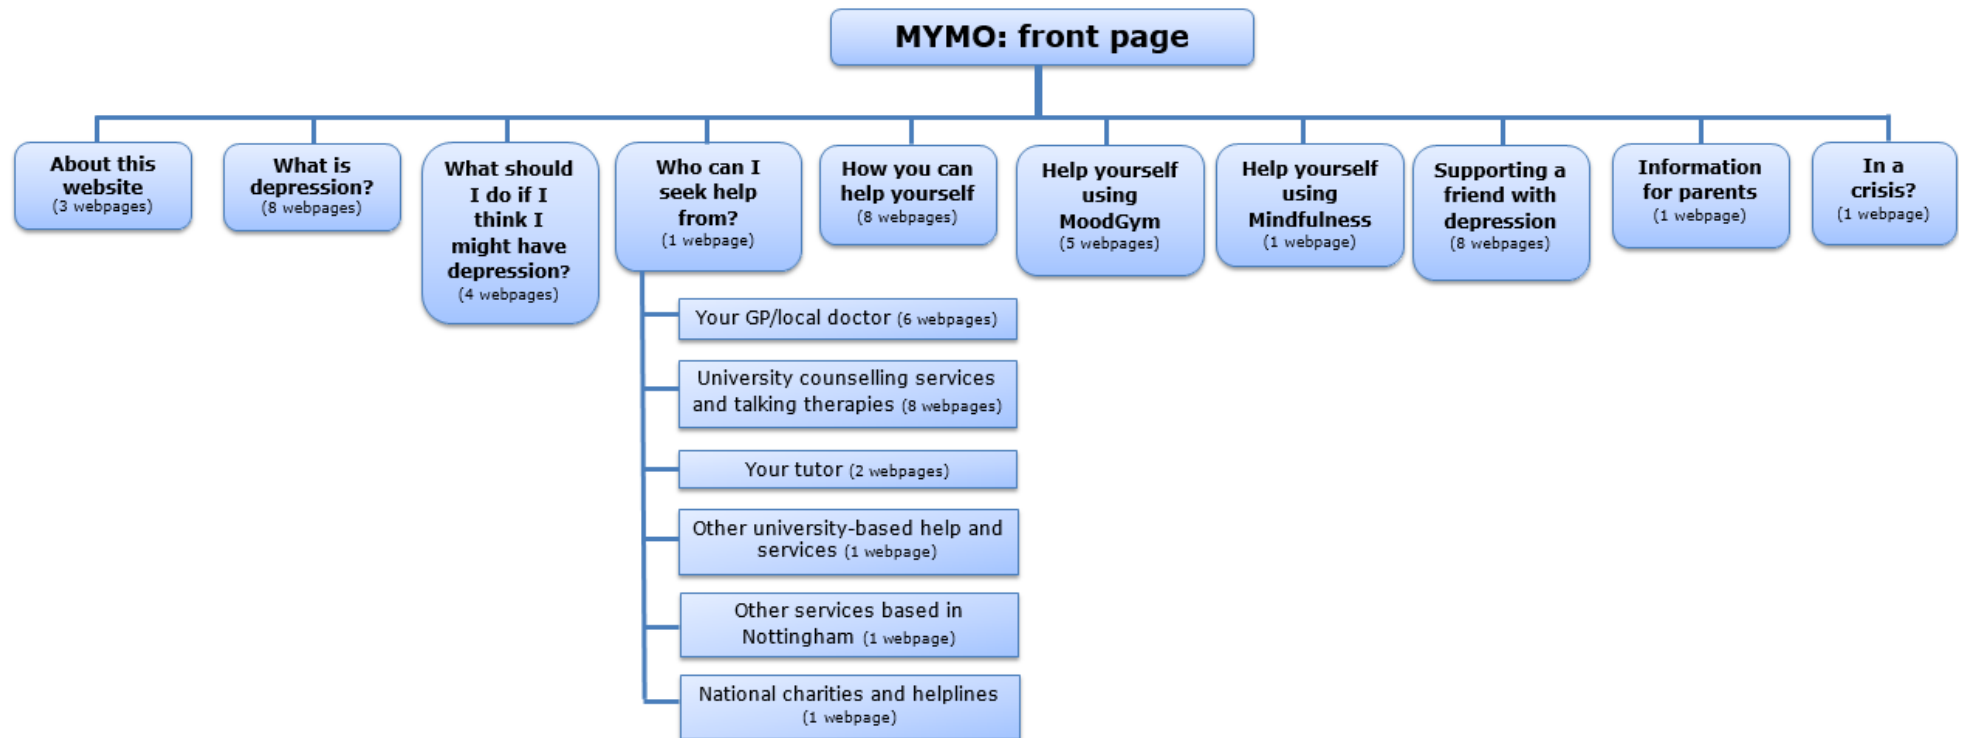 MYMO: front page
About this
website
(3 webpages)
What is
depression?
(8 webpages)
What should
I do if I
think I
might have
depression?
(4 webpages)
Who can I
seek help
from?
(1 webpage)
How you can
help yourself
(8 webpages)
Help yourself
using
MoodGym
(5 webpages)
Help yourself
using
Mindfulness
(1 webpage)
Supporting a
friend with
depression
(8 webpages)
Information
for parents
(1 webpage)
In a
crisis?
(1 webpage)
Your GP/local doctor (6 webpages)
University counselling services
and talking therapies (8 webpages)
Your tutor (2 webpages)
Other university-based help and
services (1 webpage)
Other services based in
Nottingham (1 webpage)
National charities and helplines
(1 webpage)